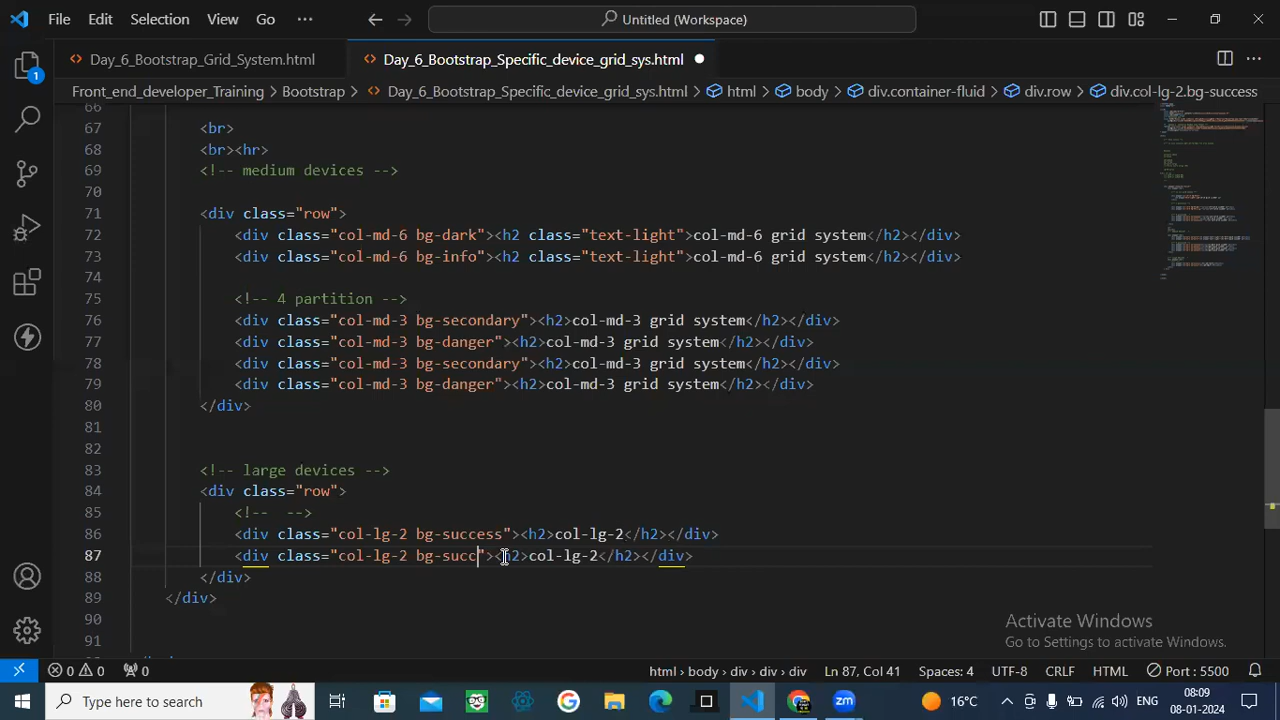 File Edit Selection View Go ··· Untitled (Workspace)
Day_6_Bootstrap_Grid_System.html Day_6_Bootstrap_Specific_device_grid_sys.html
Front_end_developer_Training > Bootstrap > Day_6_Bootstrap_Specific_device_grid_sys.html > html > body > div.container-fluid > div.row > div.col-lg-2.bg-success
66
67 <br>
68 <br><hr>
69 <!-- medium devices -->
70
71 <div class="row">
72 <div class="col-md-6 bg-dark"><h2 class="text-light">col-md-6 grid system</h2></div>
73 <div class="col-md-6 bg-info"><h2 class="text-light">col-md-6 grid system</h2></div>
74
75 <!-- 4 partition -->
76 <div class="col-md-3 bg-secondary"><h2>col-md-3 grid system</h2></div>
77 <div class="col-md-3 bg-danger"><h2>col-md-3 grid system</h2></div>
78 <div class="col-md-3 bg-secondary"><h2>col-md-3 grid system</h2></div>
79 <div class="col-md-3 bg-danger"><h2>col-md-3 grid system</h2></div>
80 </div>
81
82
83 <!-- large devices -->
84 <div class="row">
85 <!-- -->
86 <div class="col-lg-2 bg-success"><h2>col-lg-2</h2></div>
87 <div class="col-lg-2 bg-succ"><h2>col-lg-2</h2></div>
88 </div>
89 </div>
90
91
1
Activate Windows
Go to Settings to activate Windows.
0 0 0 html > body > div > div > div Ln 87, Col 41 Spaces: 4 UTF-8 CRLF HTML Port : 5500
Type here to search 16°C ENG 08:09
08-01-2024